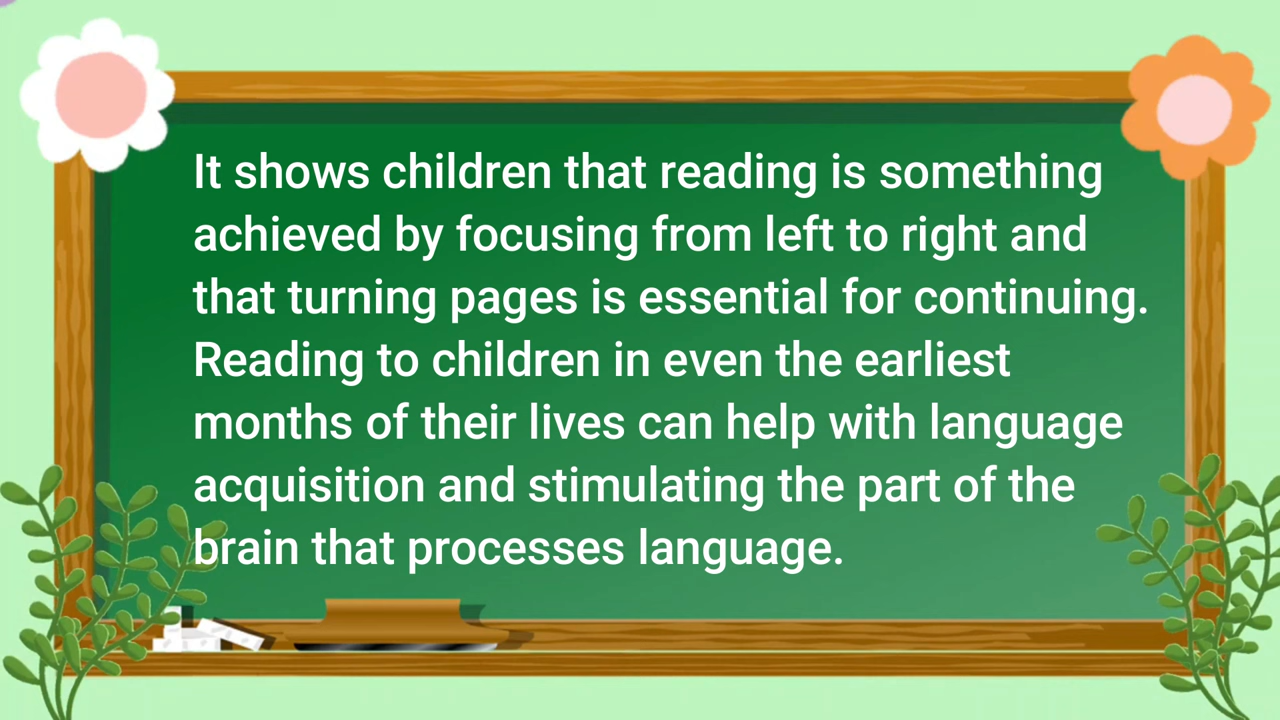 It shows children that reading is something
achieved by focusing from left to right and
that turning pages is essential for continuing.
Reading to children in even the earliest
months of their lives can help with language
acquisition and stimulating the part of the
brain that processes language.